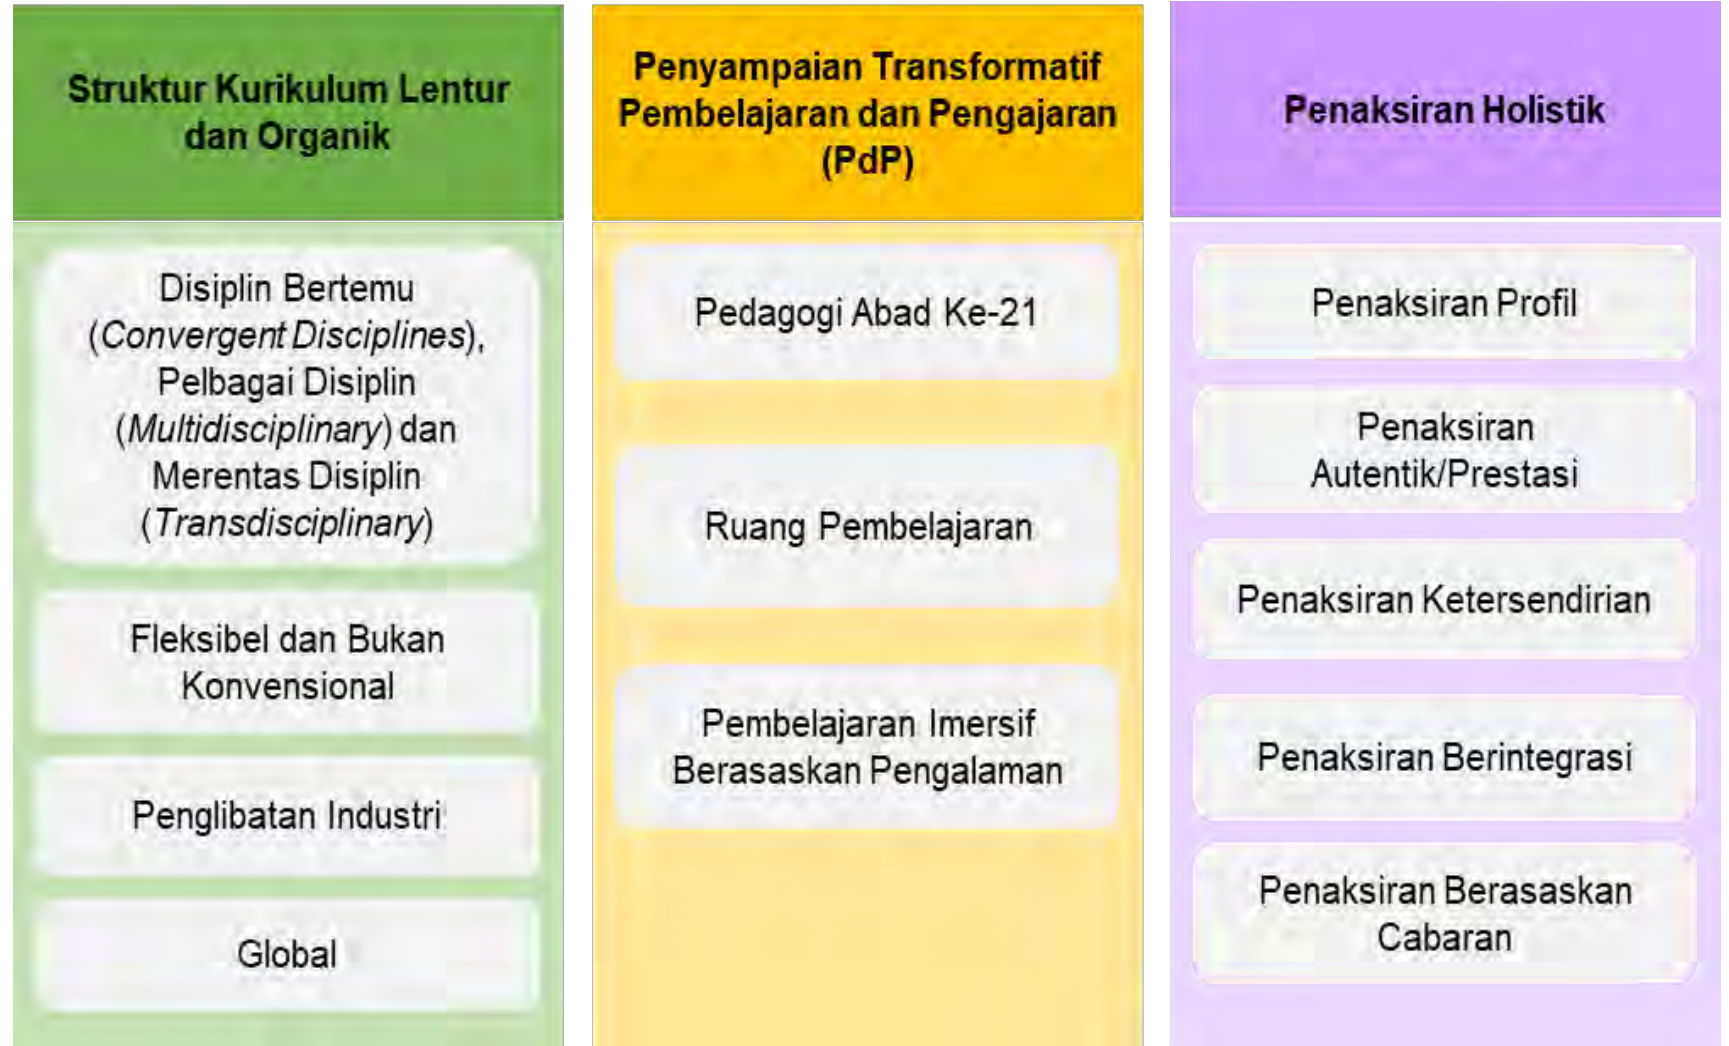 Struktur Kurikulum Lentur
dan Organik
Disiplin Bertemu
(Convergent Disciplines),
Pelbagai Disiplin
(Multidisciplinary) dan
Merentas Disiplin
(Transdisciplinary)
Fleksibel dan Bukan
Konvensional
Penglibatan Industri
Global
Penyampaian Transformatif
Pembelajaran dan Pengajaran
(PdP)
Pedagogi Abad Ke-21
Ruang Pembelajaran
Pembelajaran Imersif
Berasaskan Pengalaman
Penaksiran Holistik
Penaksiran Profil
Penaksiran
Autentik/Prestasi
Penaksiran Ketersendirian
Penaksiran Berintegrasi
Penaksiran Berasaskan
Cabaran